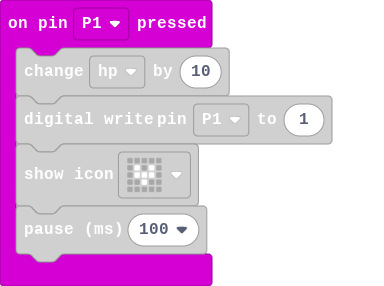 on pin P1 pressed
change hp by 10
digital write pin P1 to 1
show icon
pause (ms) 100